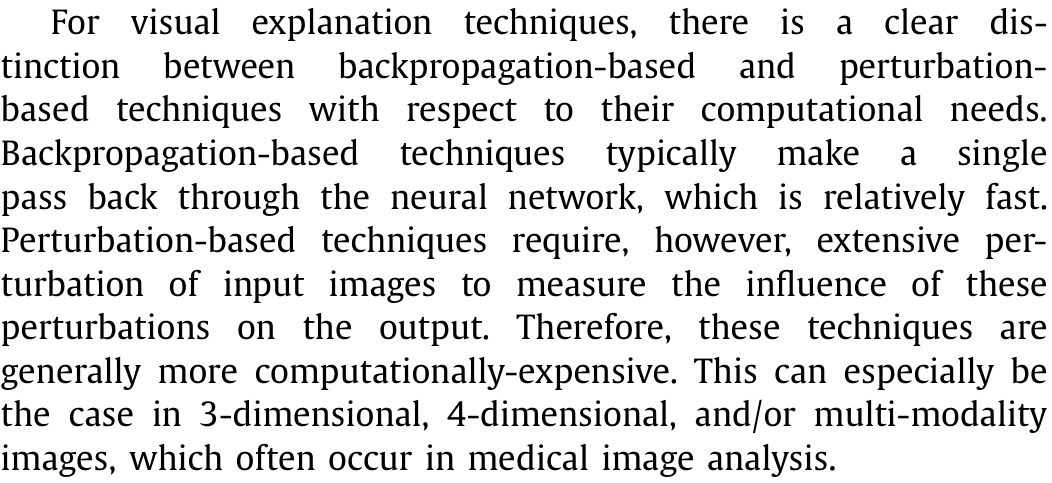 For visual explanation techniques, there is a clear dis-
tinction between backpropagation-based and perturbation-
based techniques with respect to their computational needs.
Backpropagation-based techniques typically make a single
pass back through the neural network, which is relatively fast.
Perturbation-based techniques require, however, extensive per-
turbation of input images to measure the influence of these
perturbations on the output. Therefore, these techniques are
generally more computationally-expensive. This can especially be
the case in 3-dimensional, 4-dimensional, and/or multi-modality
images, which often occur in medical image analysis.